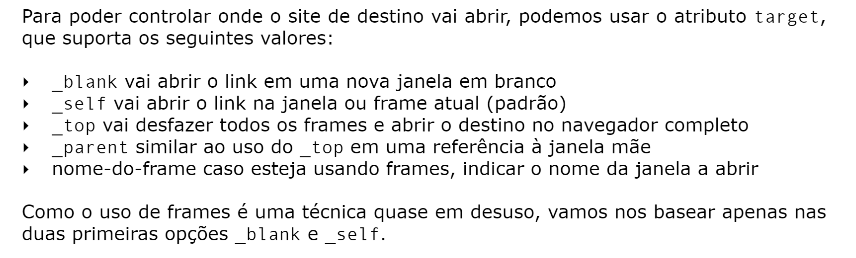 Para poder controlar onde o site de destino vai abrir, podemos usar o atributo target,
que suporta os seguintes valores:
‣ _blank vai abrir o link em uma nova janela em branco
‣ _self vai abrir o link na janela ou frame atual (padrão)
‣ _top vai desfazer todos os frames e abrir o destino no navegador completo
‣ _parent similar ao uso do _top em uma referência à janela mãe
‣ nome-do-frame caso esteja usando frames, indicar o nome da janela a abrir
Como o uso de frames é uma técnica quase em desuso, vamos nos basear apenas nas
duas primeiras opções _blank e _self.